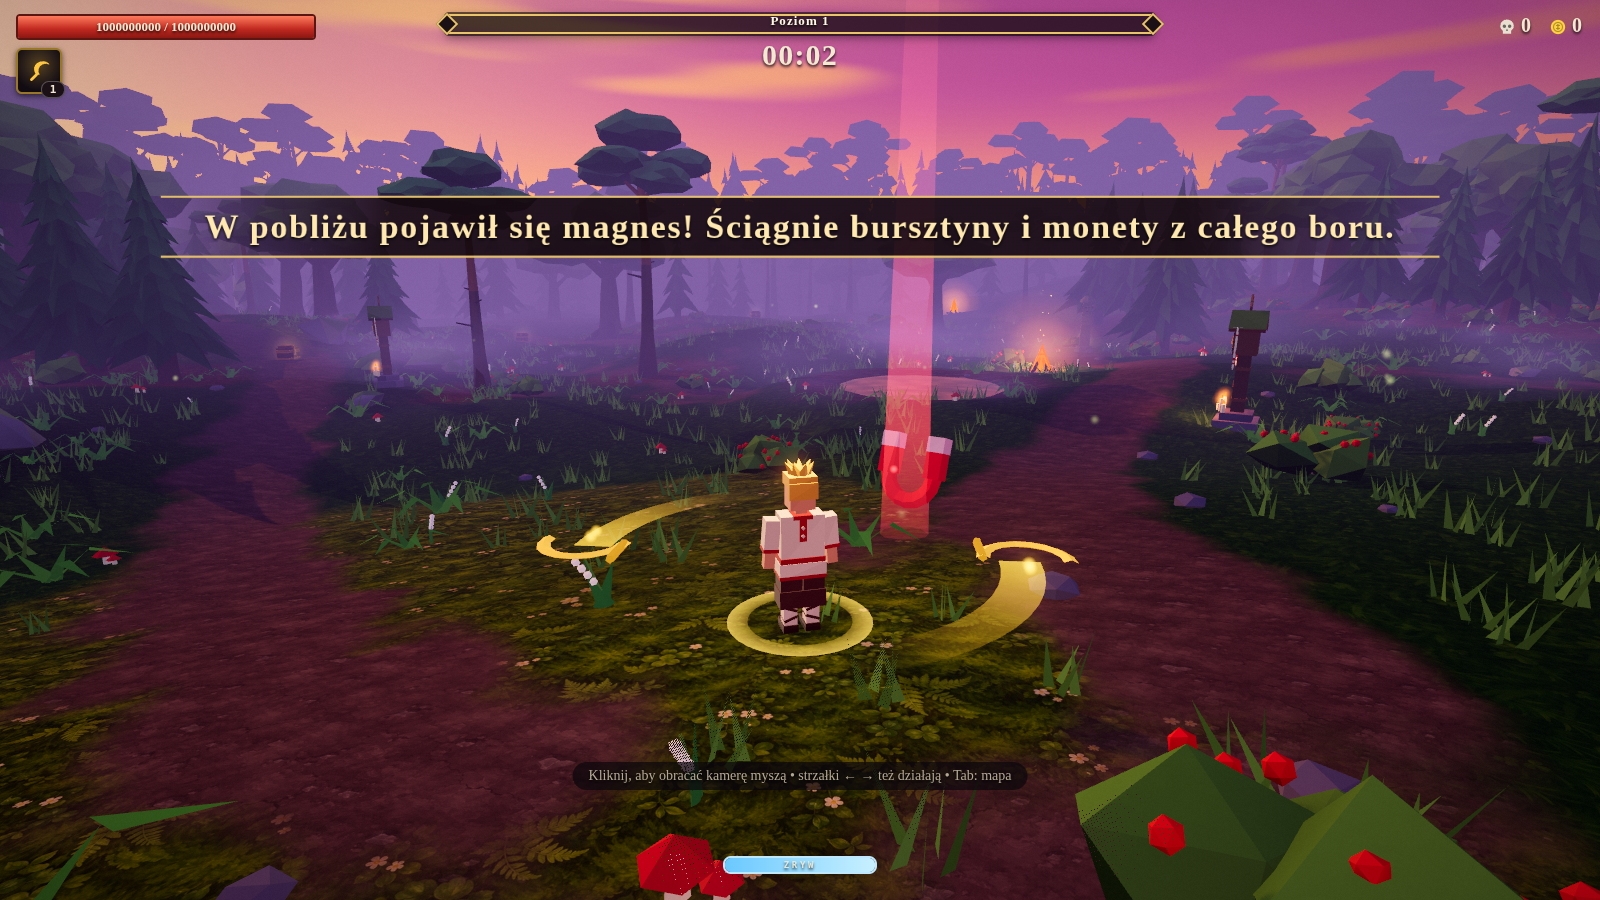 1000000000 / 1000000000
Poziom 1
0
0
00:02
1
W pobliżu pojawił się magnes! Ściągnie bursztyny i monety z całego boru.
Kliknij, aby obracać kamerę myszą • strzałki ← → też działają • Tab: mapa
ZRYW